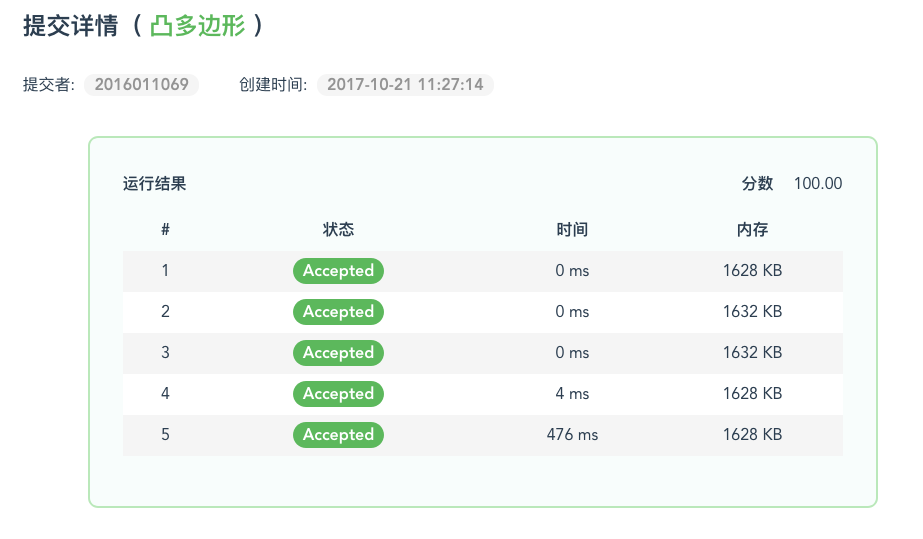 提交详情（ 凸多边形 ）
提交者: 2016011069 创建时间: 2017-10-21 11:27:14
运行结果 分数 100.00
# 状态 时间 内存
1 Accepted 0 ms 1628 KB
2 Accepted 0 ms 1632 KB
3 Accepted 0 ms 1632 KB
4 Accepted 4 ms 1628 KB
5 Accepted 476 ms 1628 KB